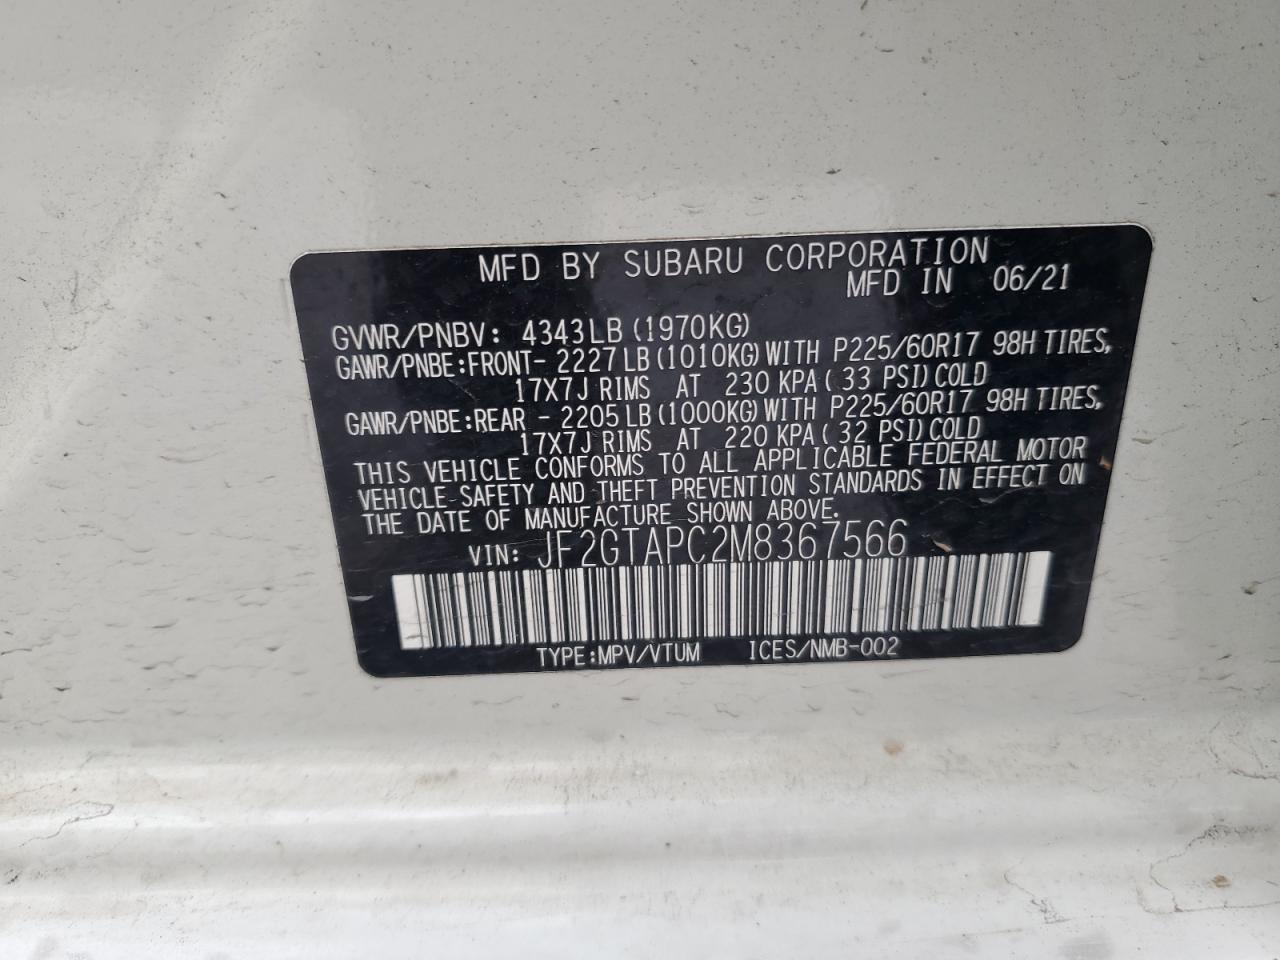 MFD BY SUBARU CORPORATION
MFD IN 06/21
GVWR/PNBV: 4343LB(1970KG)
GAWR/PNBE:FRONT- 2227LB(1010KG)WITH P225/60R17 98H TIRES,
17X7J RIMS AT 230 KPA( 33 PSI)COLD
GAWR/PNBE:REAR - 2205LB(1000KG)WITH P225/60R17 98H TIRES,
17X7J RIMS AT 220 KPA( 32 PSI)COLD
THIS VEHICLE CONFORMS TO ALL APPLICABLE FEDERAL MOTOR
VEHICLE SAFETY AND THEFT PREVENTION STANDARDS IN EFFECT ON
THE DATE OF MANUFACTURE SHOWN ABOVE.
VIN: JF2GTAPC2M8367566
TYPE:MPV/VTUM ICES/NMB-002